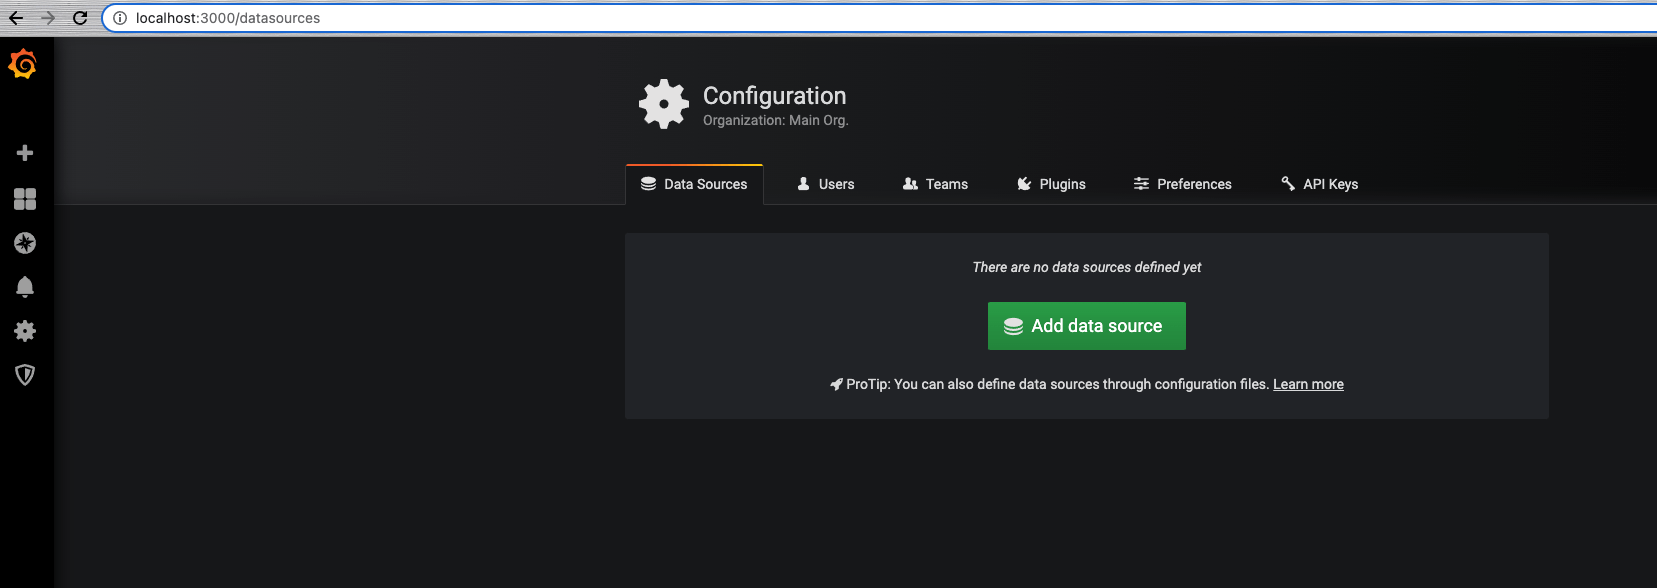 localhost:3000/datasources
Configuration
Organization: Main Org.
Data Sources Users Teams Plugins Preferences API Keys
There are no data sources defined yet
Add data source
ProTip: You can also define data sources through configuration files. Learn more